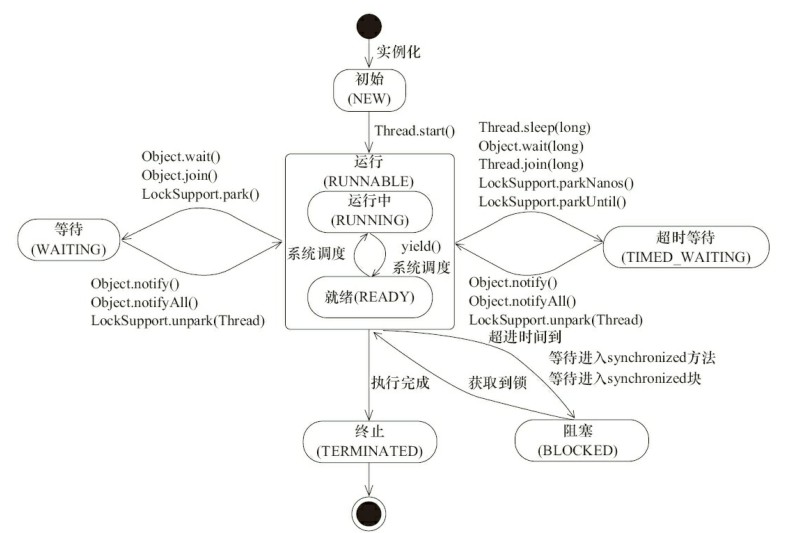 实例化
初始
(NEW)
Thread.start()
Object.wait()
Object.join()
LockSupport.park()
Thread.sleep(long)
Object.wait(long)
Thread.join(long)
LockSupport.parkNanos()
LockSupport.parkUntil()
运行
(RUNNABLE)
运行中
(RUNNING)
系统调度
yield()
系统调度
就绪(READY)
等待
(WAITING)
超时等待
(TIMED_WAITING)
Object.notify()
Object.notifyAll()
LockSupport.unpark(Thread)
Object.notify()
Object.notifyAll()
LockSupport.unpark(Thread)
超进时间到
等待进入synchronized方法
等待进入synchronized块
获取到锁
执行完成
终止
(TERMINATED)
阻塞
(BLOCKED)